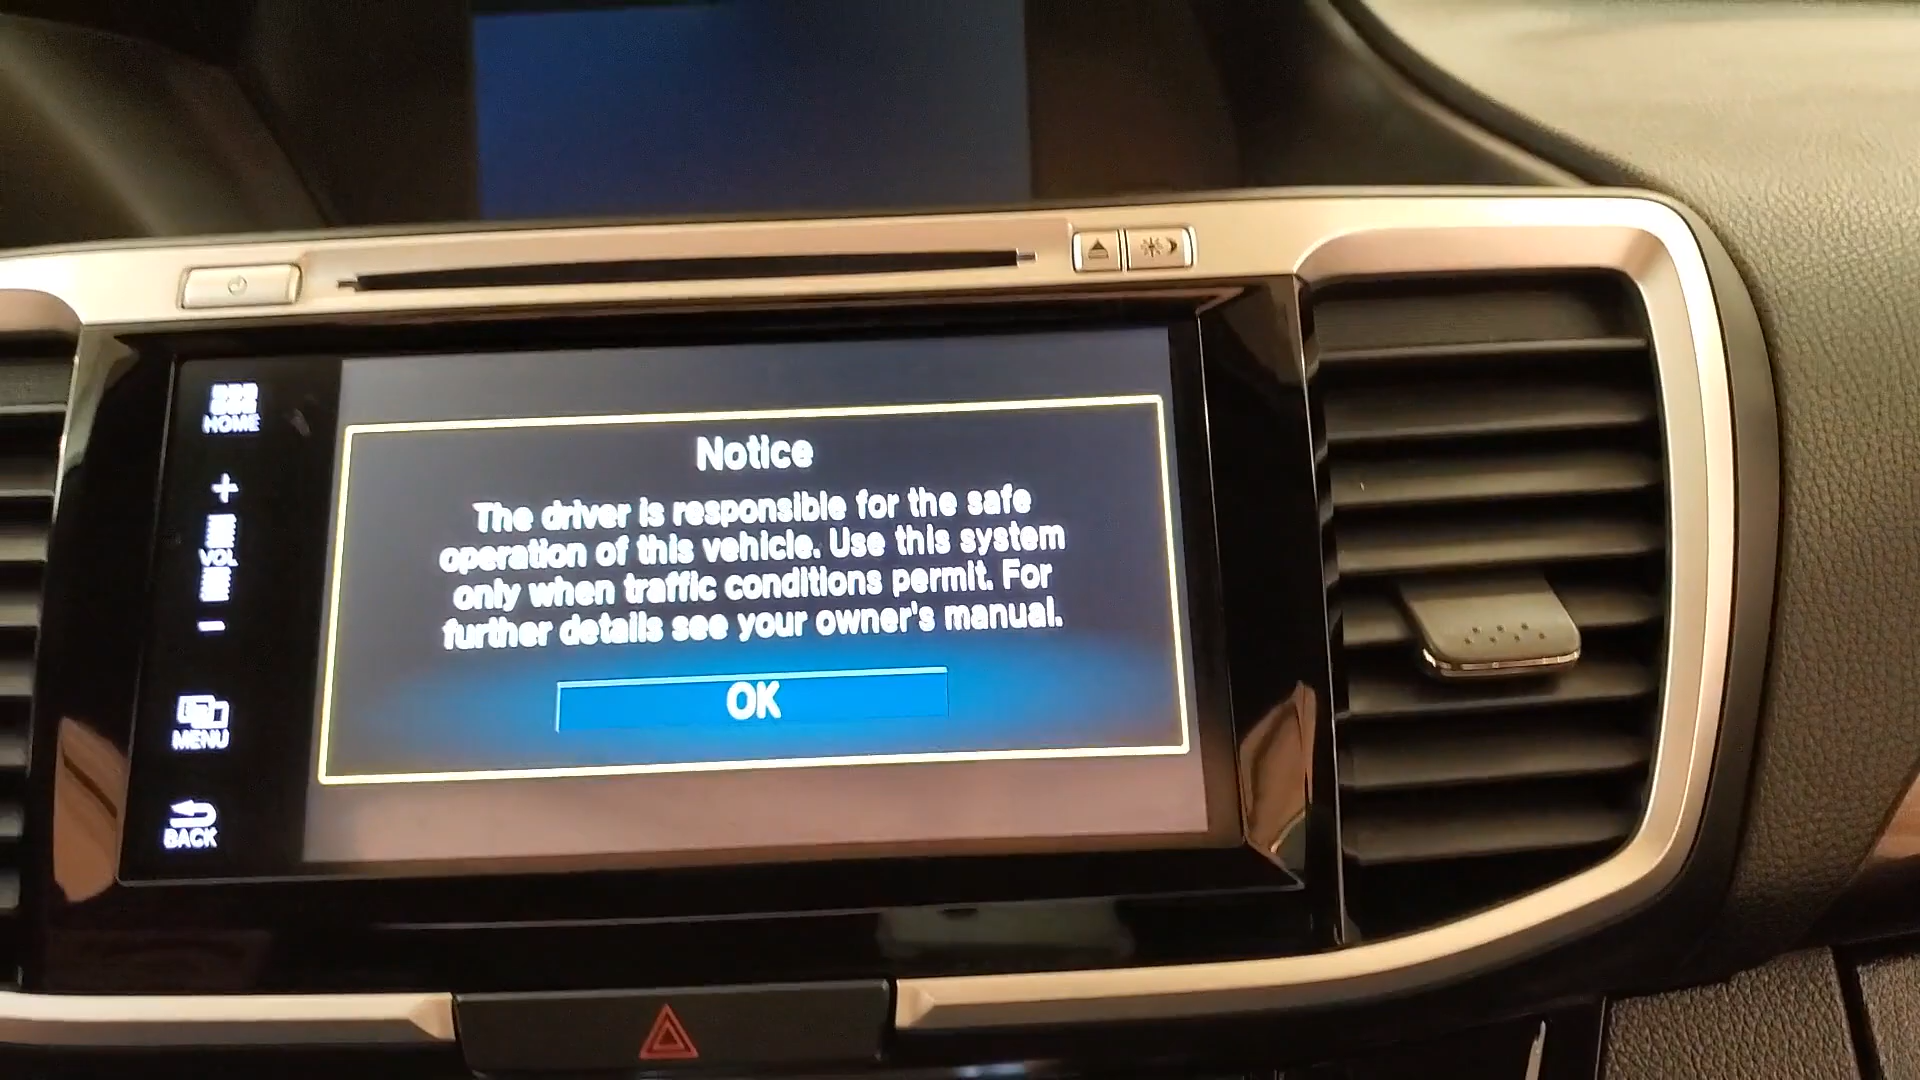 HOME
+
VOL
−
MENU
BACK
Notice
The driver is responsible for the safe
operation of this vehicle. Use this system
only when traffic conditions permit. For
further details see your owner's manual.
OK